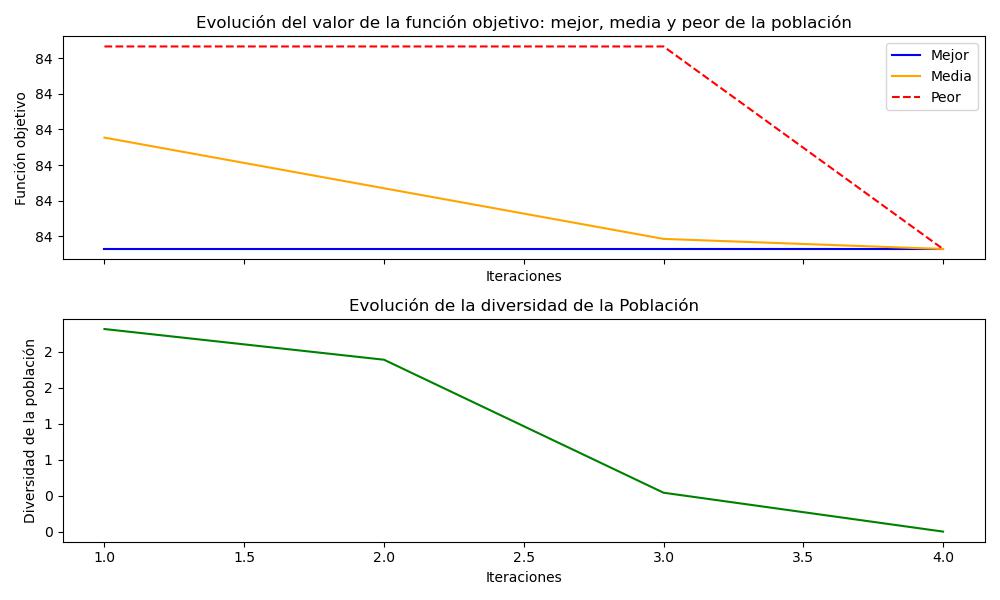 Evolución del valor de la función objetivo: mejor, media y peor de la población
Función objetivo
84
84
84
84
84
84
Mejor
Media
Peor
Iteraciones
Evolución de la diversidad de la Población
Diversidad de la población
2
2
1
1
0
0
1.0 1.5 2.0 2.5 3.0 3.5 4.0
Iteraciones